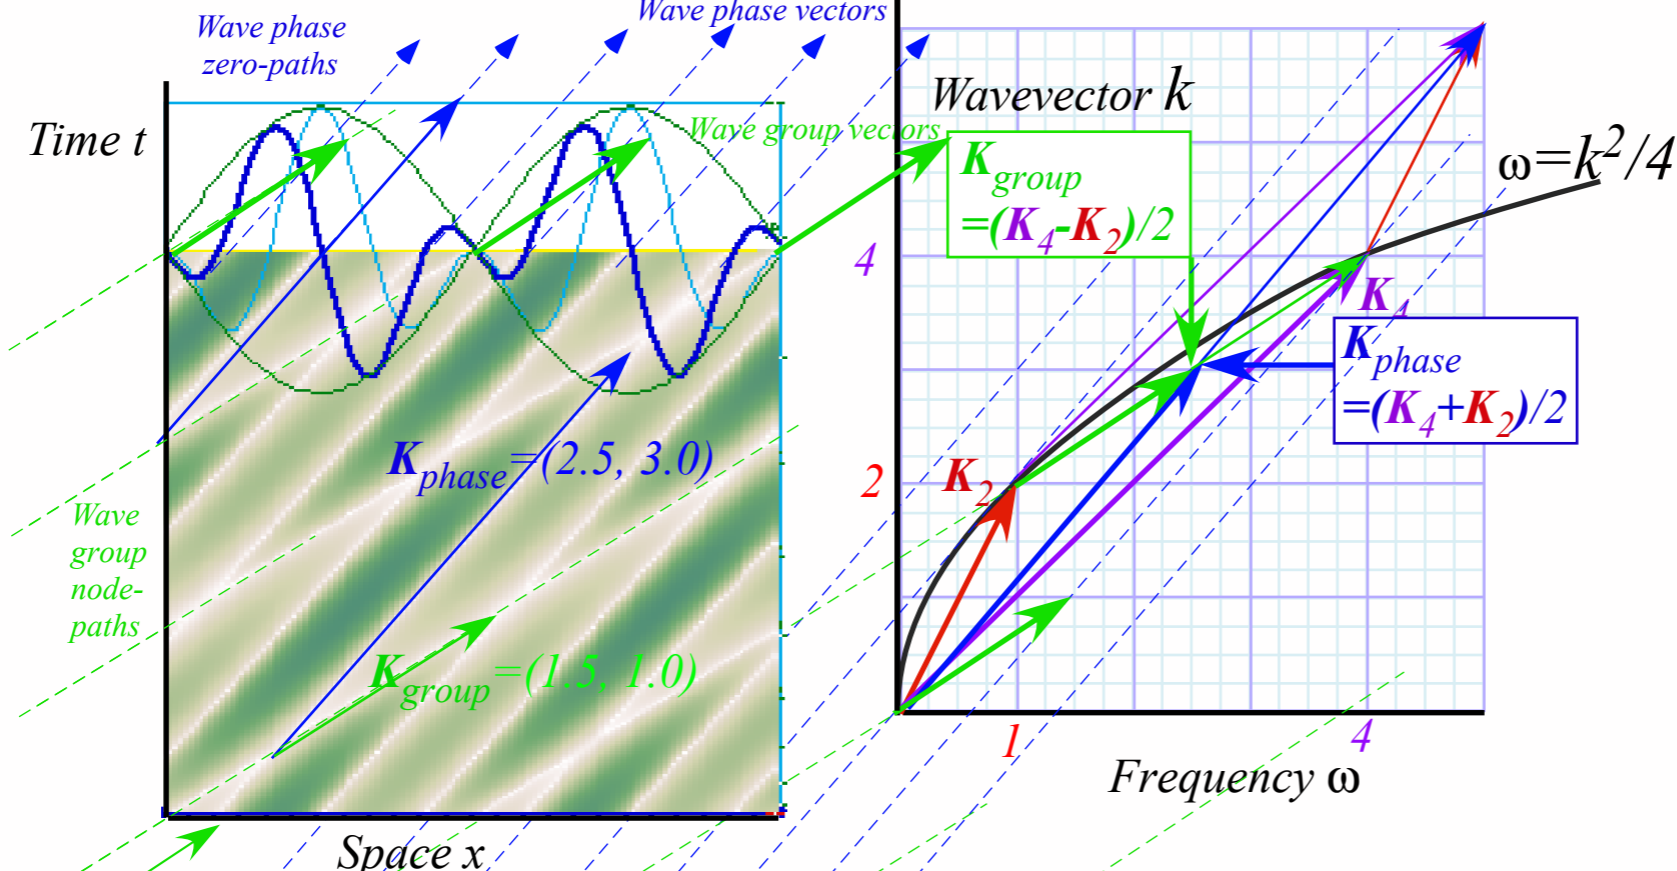 Wave phase
zero-paths
Wave phase vectors
Time t
Wave group vectors
Wavevector k
K_group
=(K_4-K_2)/2
ω=k^2/4
4
K_4
K_phase
=(K_4+K_2)/2
K_phase=(2.5, 3.0)
2
K_2
Wave
group
node-
paths
K_group=(1.5, 1.0)
1
4
Frequency ω
Space x